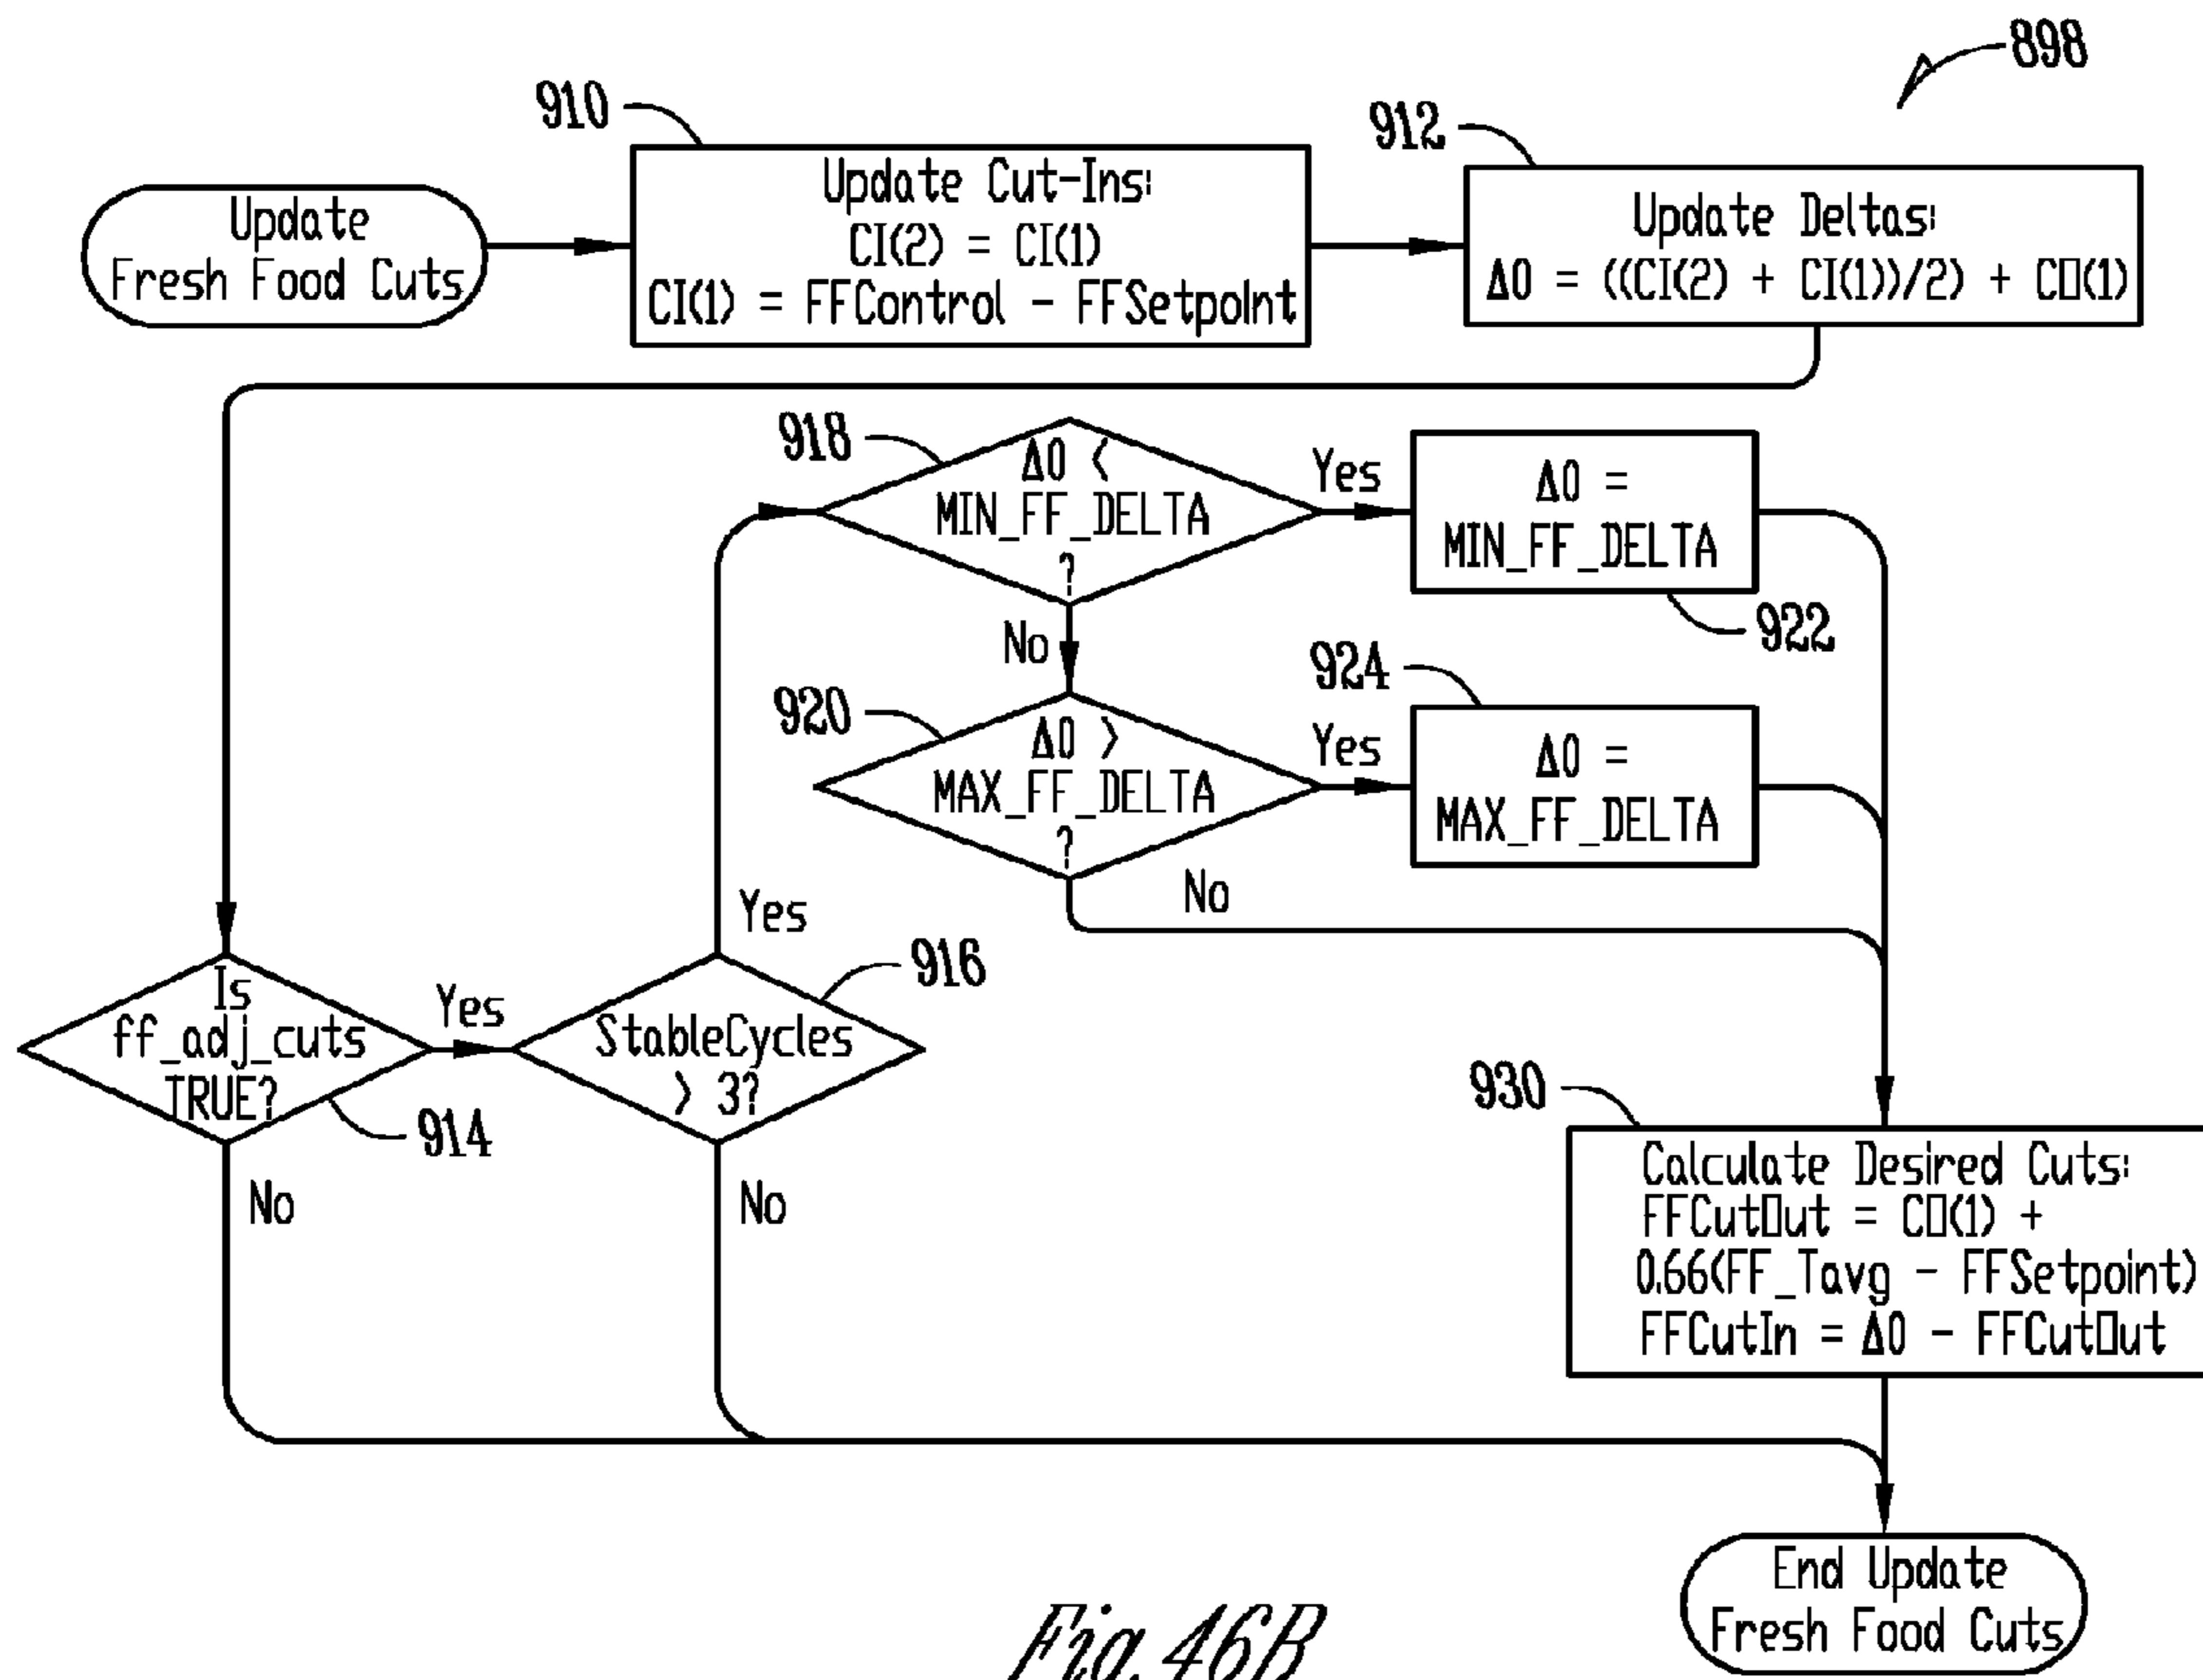 898
910
912
Update
Fresh Food Cuts
Update Cut-Ins:
CI(2) = CI(1)
CI(1) = FFControl - FFSetpoint
Update Deltas:
Δ0 = ((CI(2) + CI(1))/2) + CO(1)
918
Δ0 <
MIN_FF_DELTA
?
Yes
Δ0 =
MIN_FF_DELTA
922
No
920
Δ0 >
MAX_FF_DELTA
?
Yes
924
Δ0 =
MAX_FF_DELTA
No
Is
ff_adj_cuts
TRUE?
914
Yes
No
StableCycles
> 3?
916
Yes
No
930
Calculate Desired Cuts:
FFCutOut = CO(1) +
0.66(FF_Tavg - FFSetpoint)
FFCutIn = Δ0 - FFCutOut
End Update
Fresh Food Cuts
Fig. 46B